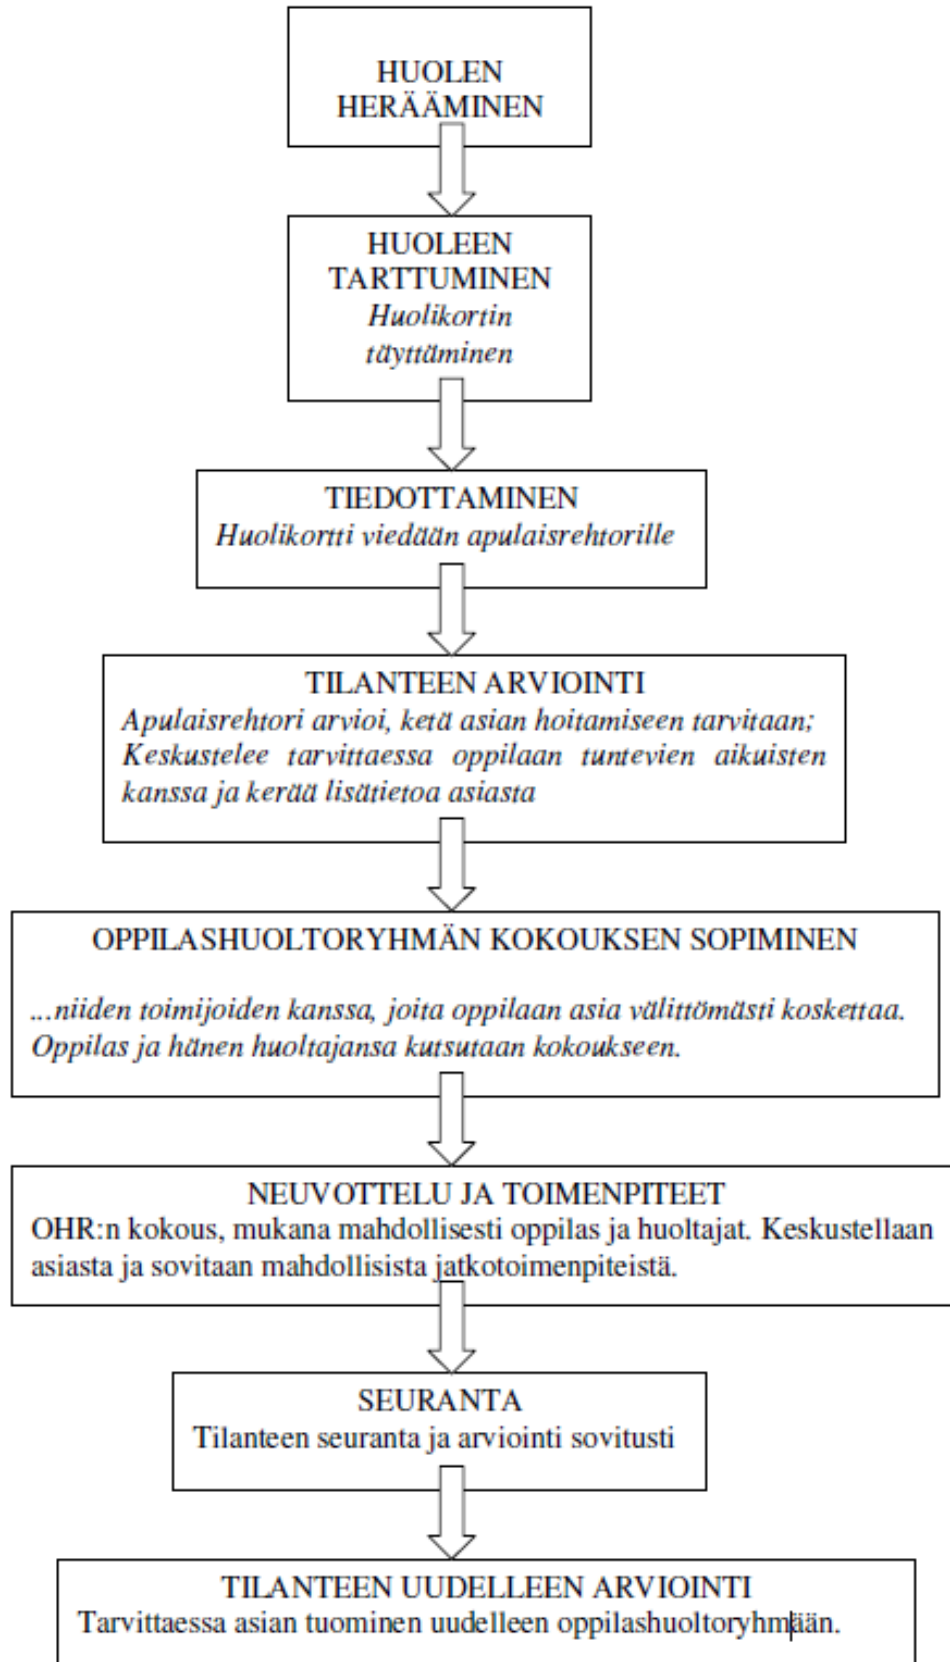 HUOLEN
HERÄÄMINEN
HUOLEEN
TARTTUMINEN
Huolikortin
täyttäminen
TIEDOTTAMINEN
Huolikortti viedään apulaisrehtorille
TILANTEEN ARVIOINTI
Apulaisrehtori arvioi, ketä asian hoitamiseen tarvitaan;
Keskustelee tarvittaessa oppilaan tuntevien aikuisten
kanssa ja kerää lisätietoa asiasta
OPPILASHUOLTORYHMÄN KOKOUKSEN SOPIMINEN
...niiden toimijoiden kanssa, joita oppilaan asia välittömästi koskettaa.
Oppilas ja hänen huoltajansa kutsutaan kokoukseen.
NEUVOTTELU JA TOIMENPITEET
OHR:n kokous, mukana mahdollisesti oppilas ja huoltajat. Keskustellaan
asiasta ja sovitaan mahdollisista jatkotoimenpiteistä.
SEURANTA
Tilanteen seuranta ja arviointi sovitusti
TILANTEEN UUDELLEEN ARVIOINTI
Tarvittaessa asian tuominen uudelleen oppilashuoltoryhmään.